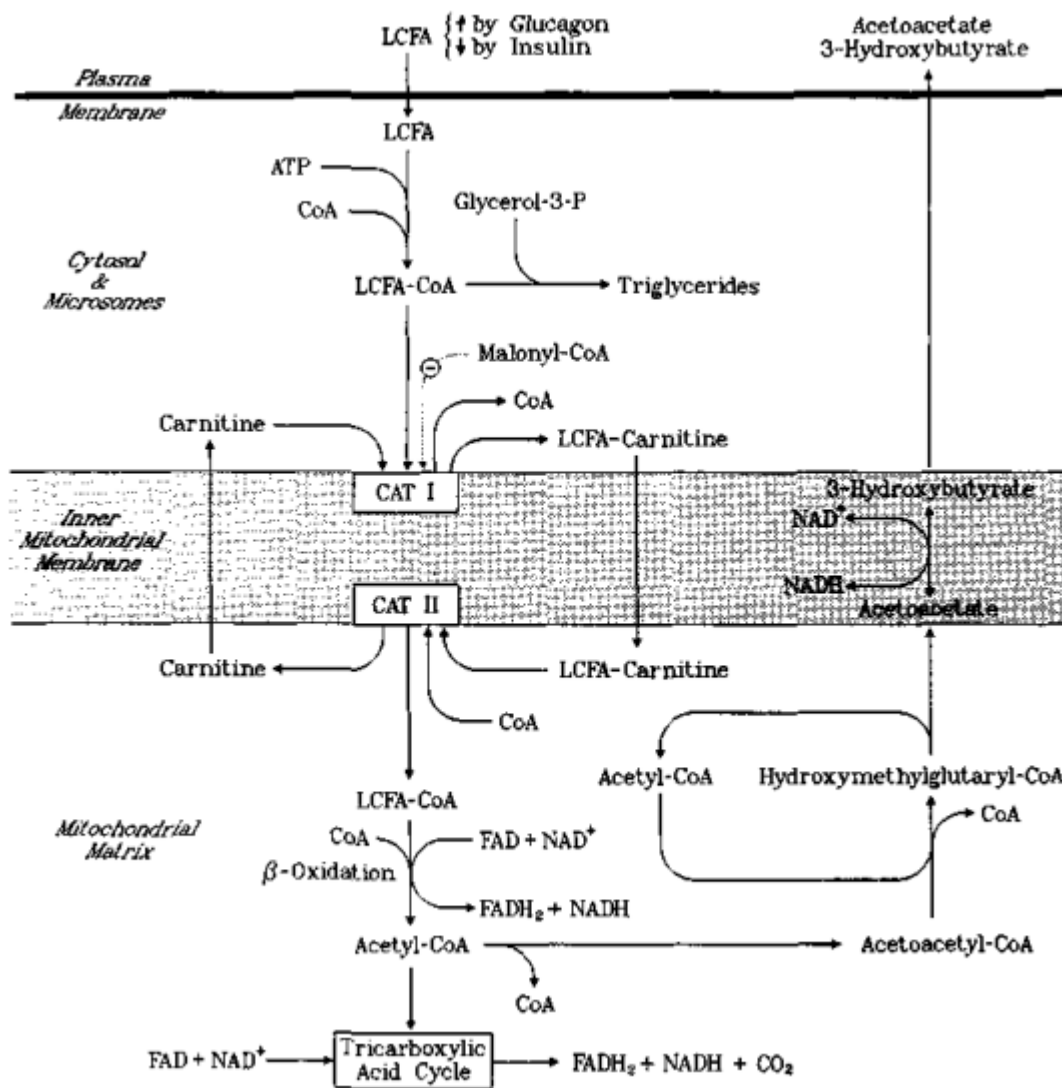 LCFA { ↑ by Glucagon
↓ by Insulin
Acetoacetate
3-Hydroxybutyrate
Plasma
Membrane
LCFA
ATP
CoA
Glycerol-3-P
Cytosol
&
Microsomes
LCFA-CoA
Triglycerides
⊖ Malonyl-CoA
CoA
Carnitine
LCFA-Carnitine
CAT I
3-Hydroxybutyrate
Inner
Mitochondrial
Membrane
NAD⁺
NADH
CAT II
Acetoacetate
Carnitine
LCFA-Carnitine
CoA
Acetyl-CoA
Hydroxymethylglutaryl-CoA
LCFA-CoA
CoA
Mitochondrial
Matrix
CoA
FAD + NAD⁺
β-Oxidation
FADH₂ + NADH
Acetyl-CoA
Acetoacetyl-CoA
CoA
FAD + NAD⁺
Tricarboxylic
Acid Cycle
FADH₂ + NADH + CO₂